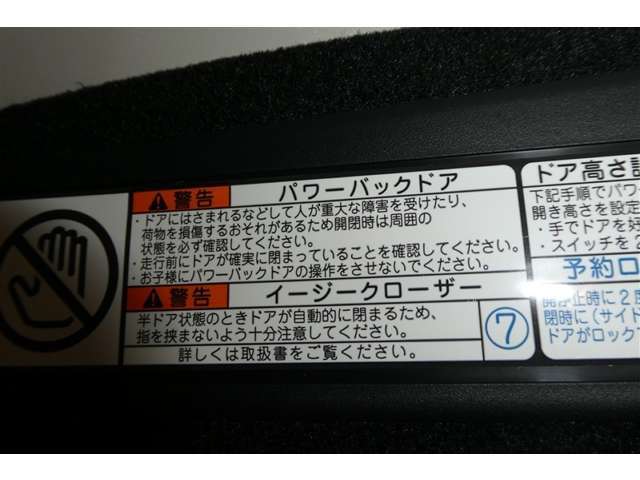 警告 パワーバックドア
・ドアにはさまれるなどして人が重大な障害を受けたり、
荷物を損傷するおそれがあるため開閉時は周囲の
状態を必ず確認してください。
・走行前にドアが確実に閉まっていることを確認してください。
・お子様にパワーバックドアの操作をさせないでください。
警告 イージークローザー
半ドア状態のときドアが自動的に閉まるため、
指を挟まないよう十分注意してください。
⑦
詳しくは取扱書をご覧ください。
ドア高さ
下記手順でパワ
開き高さを設定
・手でドアを好
・スイッチを
予約ロ
時に2
閉時に(サイド
ドアがロック